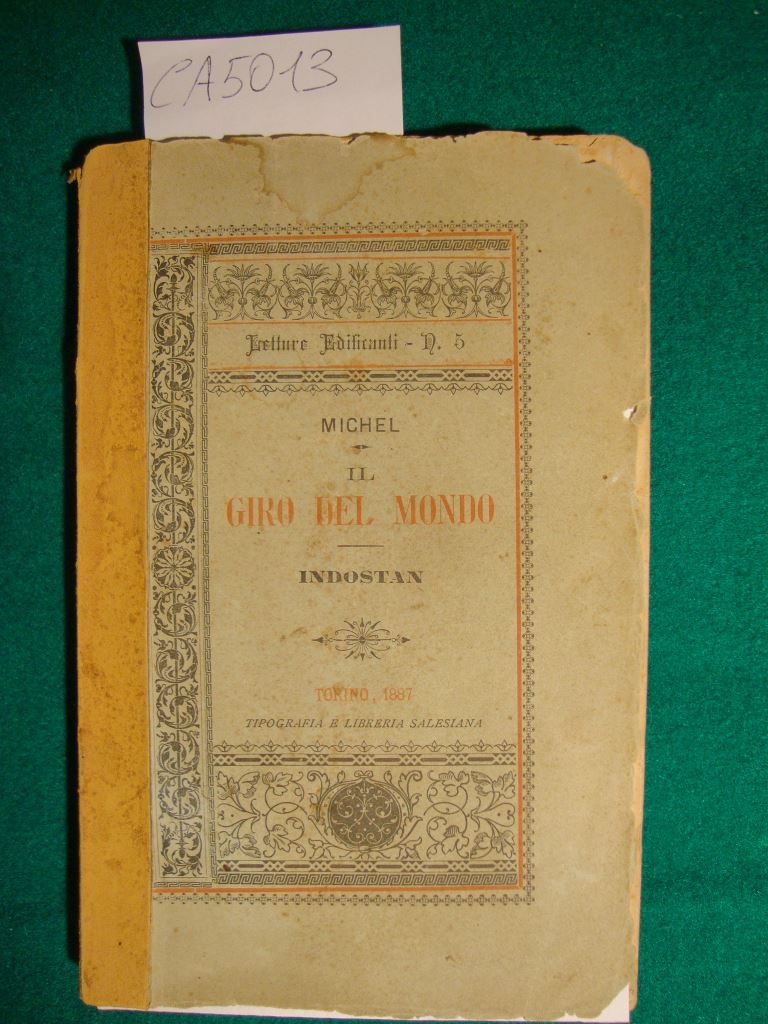 CA5013
Letture Edificanti - N. 5
MICHEL
IL
GIRO DEL MONDO
INDOSTAN
TORINO, 1887
TIPOGRAFIA E LIBRERIA SALESIANA